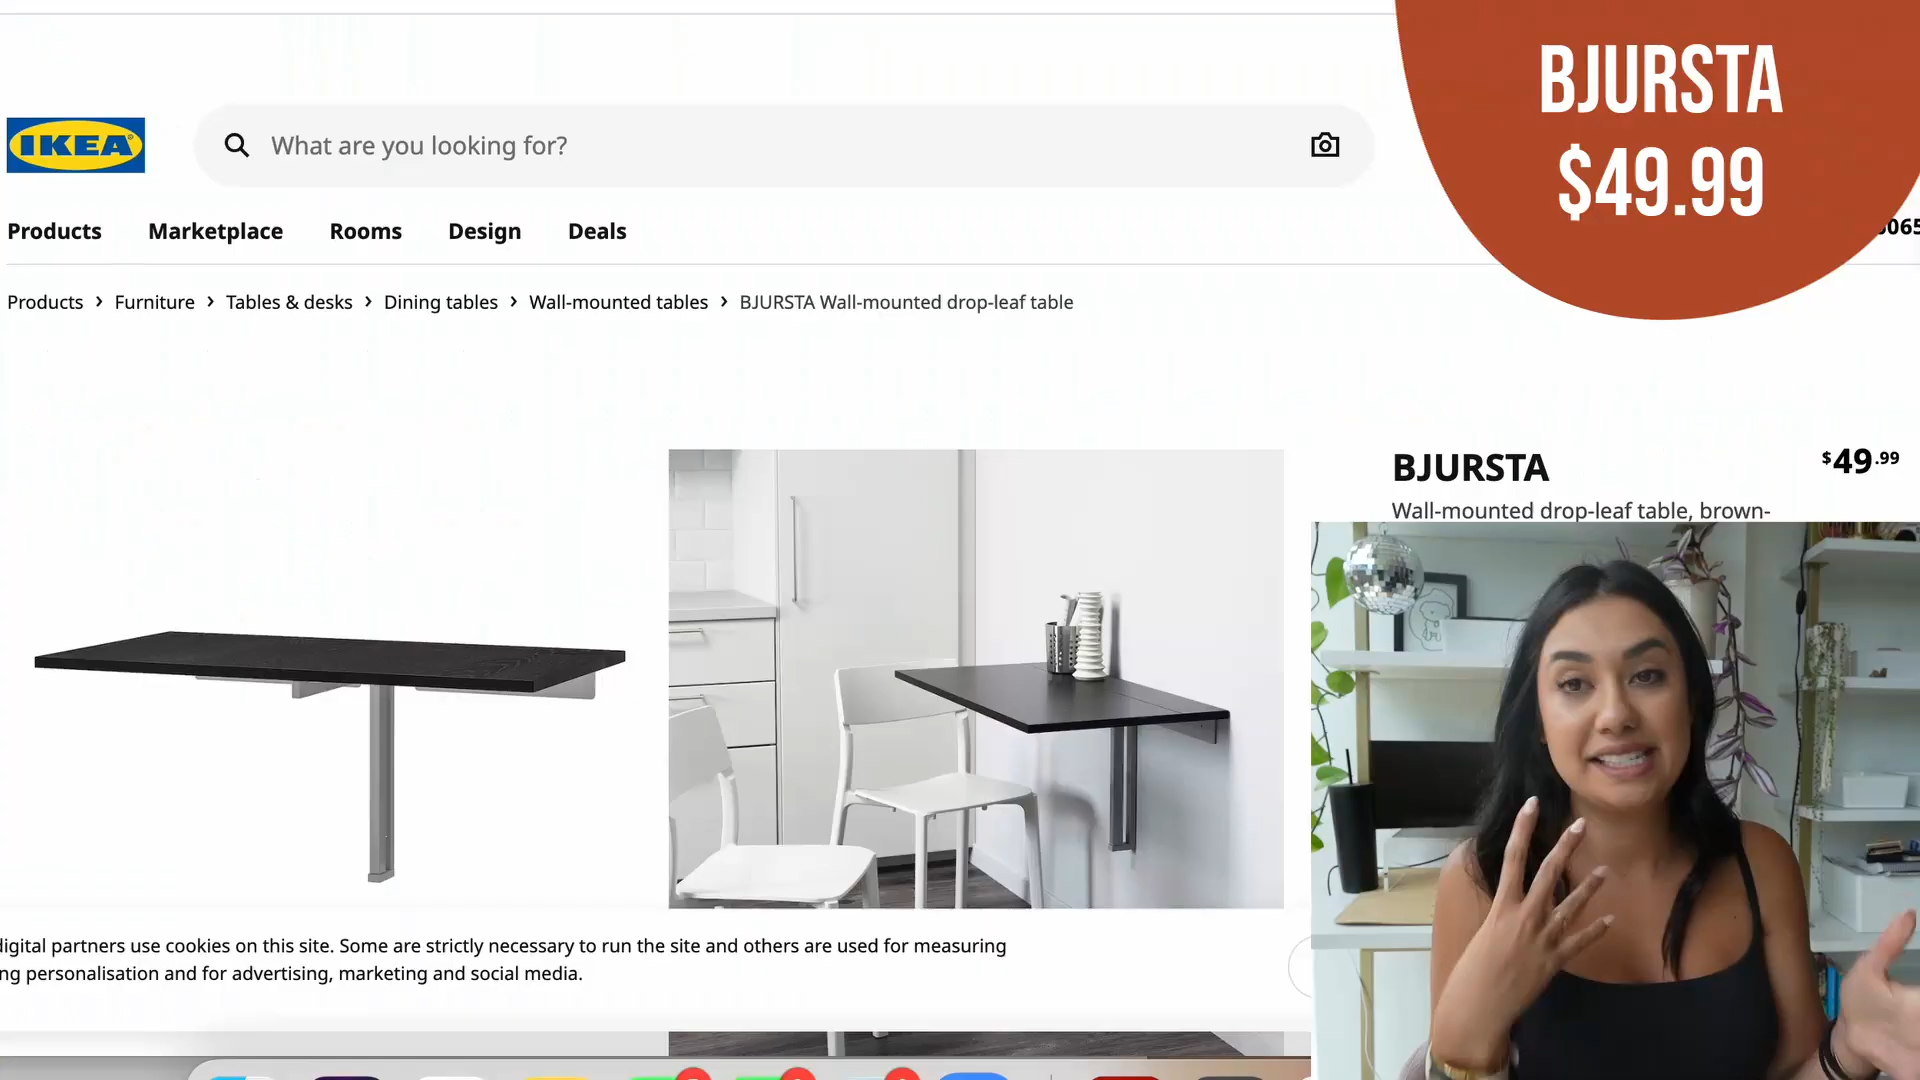 BJURSTA
$49.99
IKEA
What are you looking for?
Products Marketplace Rooms Design Deals
Products › Furniture › Tables & desks › Dining tables › Wall-mounted tables › BJURSTA Wall-mounted drop-leaf table
BJURSTA $49.99
Wall-mounted drop-leaf table, brown-
digital partners use cookies on this site. Some are strictly necessary to run the site and others are used for measuring
personalisation and for advertising, marketing and social media.